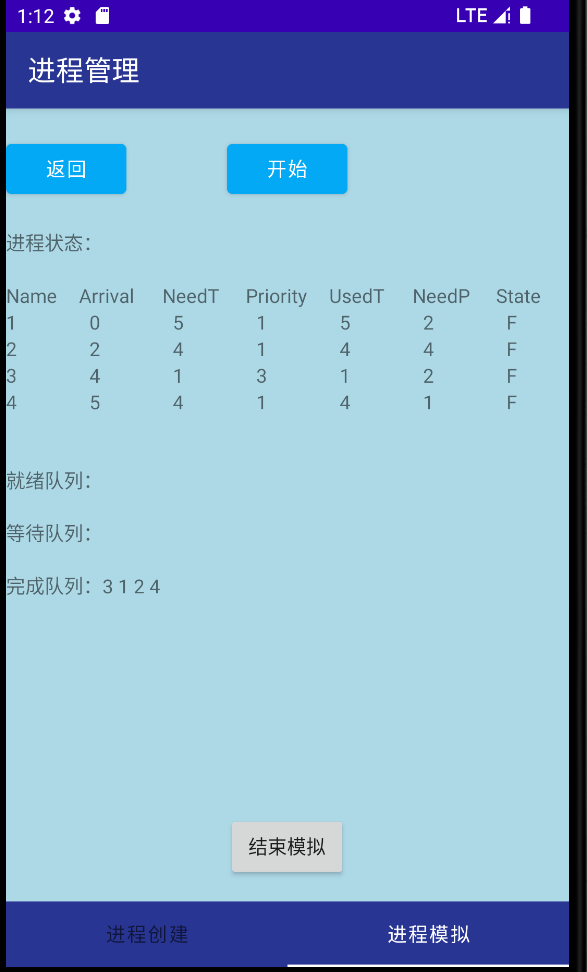 1:12 LTE
进程管理
返回 开始
进程状态：
Name Arrival NeedT Priority UsedT NeedP State
1 0 5 1 5 2 F
2 2 4 1 4 4 F
3 4 1 3 1 2 F
4 5 4 1 4 1 F
就绪队列：
等待队列：
完成队列：3 1 2 4
结束模拟
进程创建 进程模拟